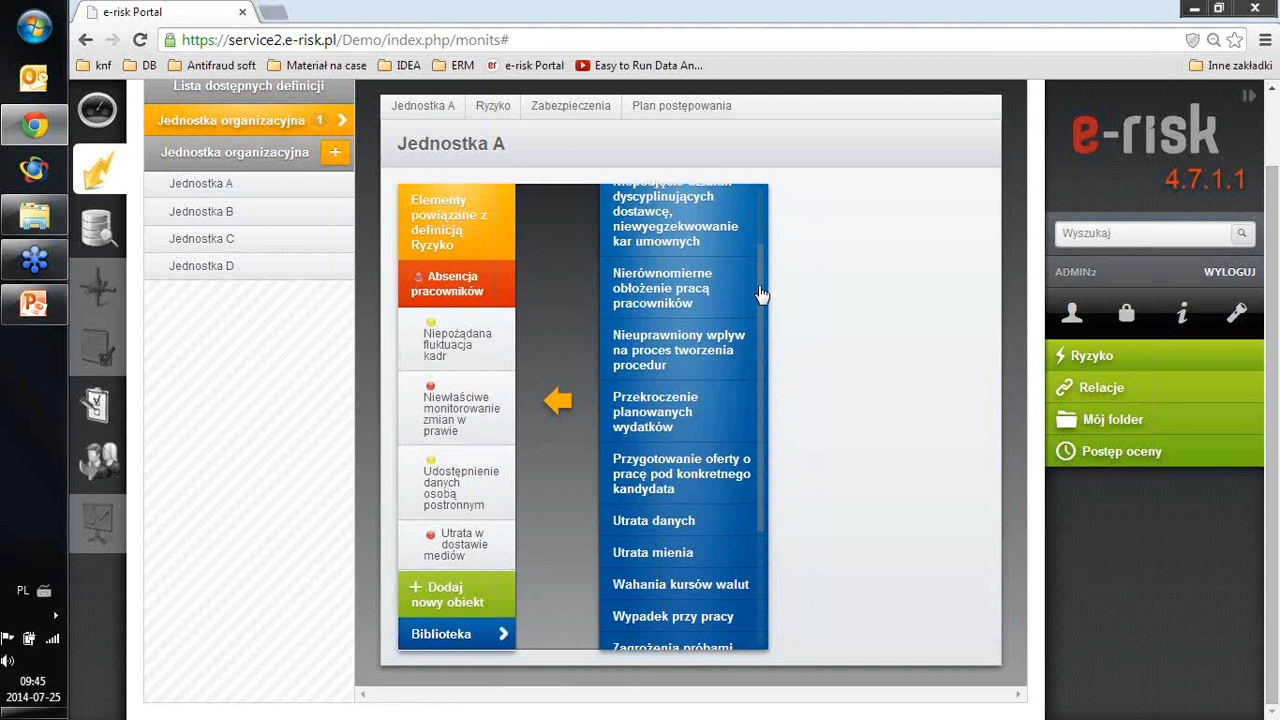 e-risk Portal
https://service2.e-risk.pl/Demo/index.php/monits#
knf
DB
Antifraud soft
Materiał na case
IDEA
ERM
er
e-risk Portal
Easy to Run Data An...
Inne zakładki
Lista dostępnych definicji
Jednostka organizacyjna 1
Jednostka organizacyjna +
Jednostka A
Jednostka B
Jednostka C
Jednostka D
Jednostka A
Ryzyko
Zabezpieczenia
Plan postępowania
Jednostka A
Elementy
powiązane z
definicją
Ryzyko
Absencja
pracowników
Niepożądana
fluktuacja
kadr
Niewłaściwe
monitorowanie
zmian w
prawie
Udostępnienie
danych
osobą
postronnym
Utrata w
dostawie
mediów
+ Dodaj
nowy obiekt
Biblioteka
dyscyplinujących
dostawcę,
niewyegzekwowanie
kar umownych
Nierównomierne
obłożenie pracą
pracowników
Nieuprawniony wpływ
na proces tworzenia
procedur
Przekroczenie
planowanych
wydatków
Przygotowanie oferty o
pracę pod konkretnego
kandydata
Utrata danych
Utrata mienia
Wahania kursów walut
Wypadek przy pracy
Zagrożenia próbami
e-risk
4.7.1.1
Wyszukaj
ADMIN2
WYLOGUJ
Ryzyko
Relacje
Mój folder
Postęp oceny
PL
09:45
2014-07-25